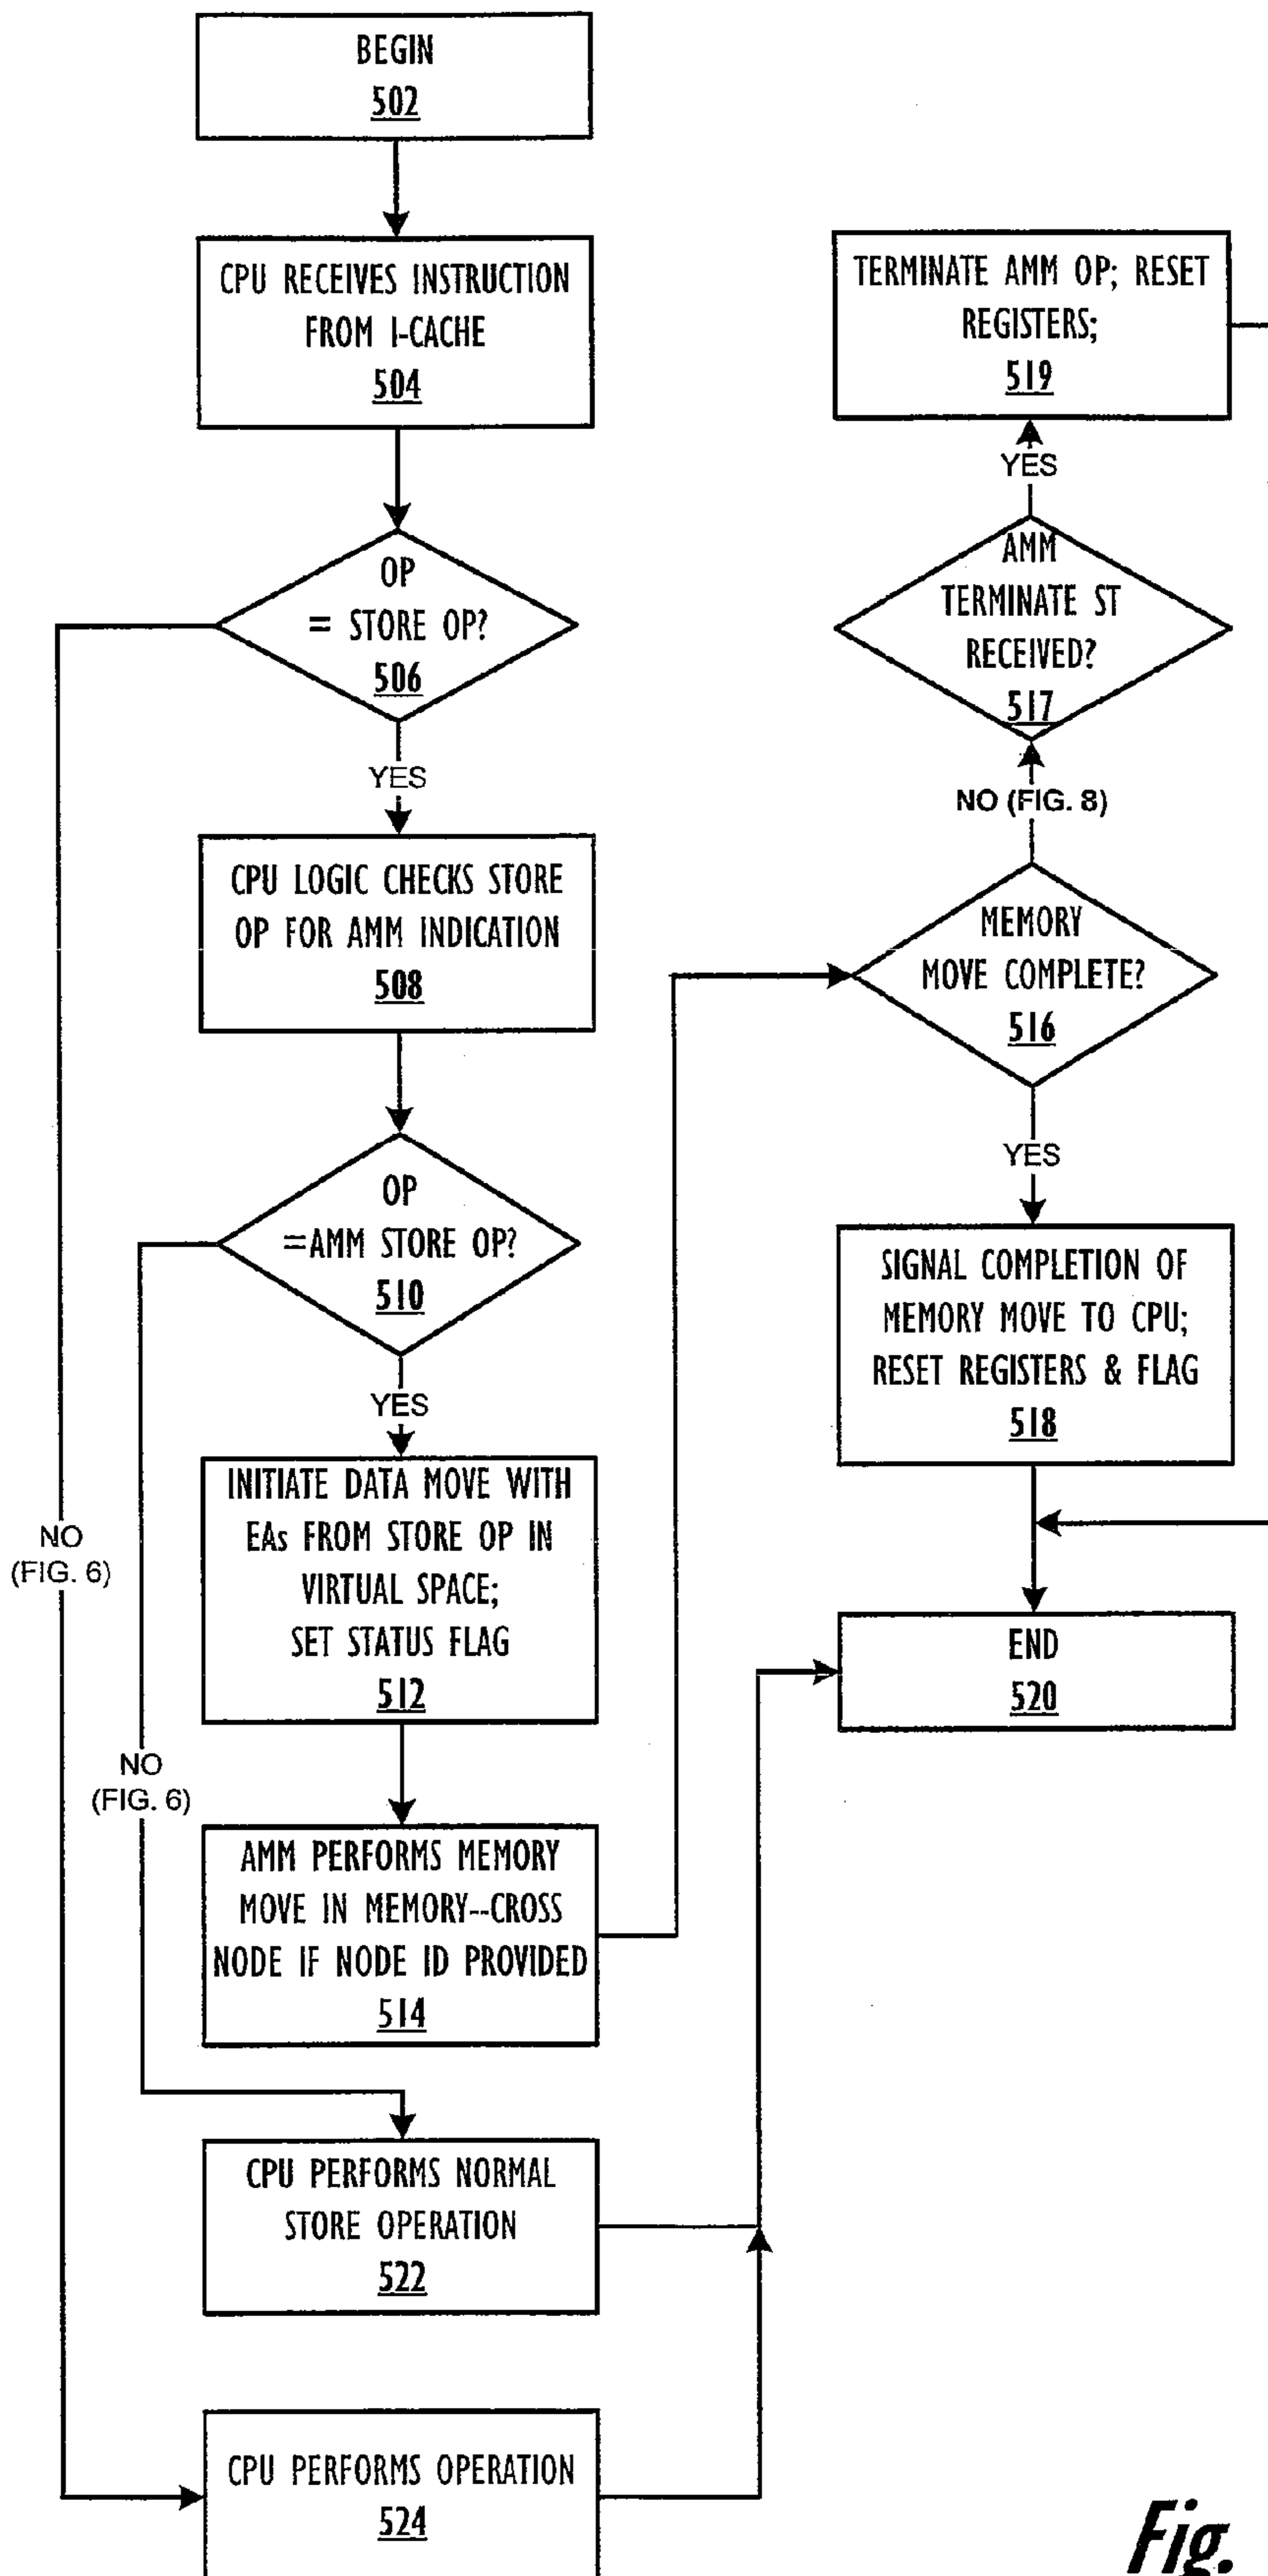 BEGIN
502
CPU RECEIVES INSTRUCTION
FROM I-CACHE
504
OP
= STORE OP?
506
YES
CPU LOGIC CHECKS STORE
OP FOR AMM INDICATION
508
OP
=AMM STORE OP?
510
YES
INITIATE DATA MOVE WITH
EAs FROM STORE OP IN
VIRTUAL SPACE;
SET STATUS FLAG
512
NO
(FIG. 6)
NO
(FIG. 6)
AMM PERFORMS MEMORY
MOVE IN MEMORY--CROSS
NODE IF NODE ID PROVIDED
514
CPU PERFORMS NORMAL
STORE OPERATION
522
CPU PERFORMS OPERATION
524
TERMINATE AMM OP; RESET
REGISTERS;
519
YES
AMM
TERMINATE ST
RECEIVED?
517
NO (FIG. 8)
MEMORY
MOVE COMPLETE?
516
YES
SIGNAL COMPLETION OF
MEMORY MOVE TO CPU;
RESET REGISTERS & FLAG
518
END
520
Fig.